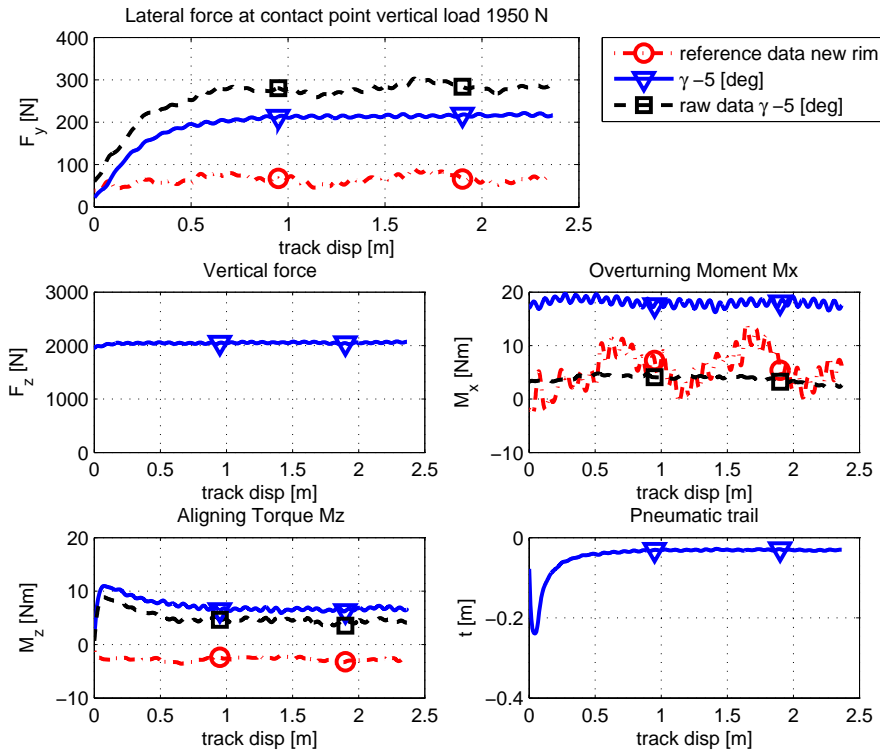 Lateral force at contact point vertical load 1950 N
400
300
200
100
0
F_y [N]
0 0.5 1 1.5 2 2.5
track disp [m]
reference data new rim
γ −5 [deg]
raw data γ −5 [deg]
Vertical force
3000
2000
1000
0
F_z [N]
0 0.5 1 1.5 2 2.5
track disp [m]
Overturning Moment Mx
20
10
0
−10
M_x [Nm]
0 0.5 1 1.5 2 2.5
track disp [m]
Aligning Torque Mz
20
10
0
−10
M_z [Nm]
0 0.5 1 1.5 2 2.5
track disp [m]
Pneumatic trail
0
−0.2
−0.4
t [m]
0 0.5 1 1.5 2 2.5
track disp [m]